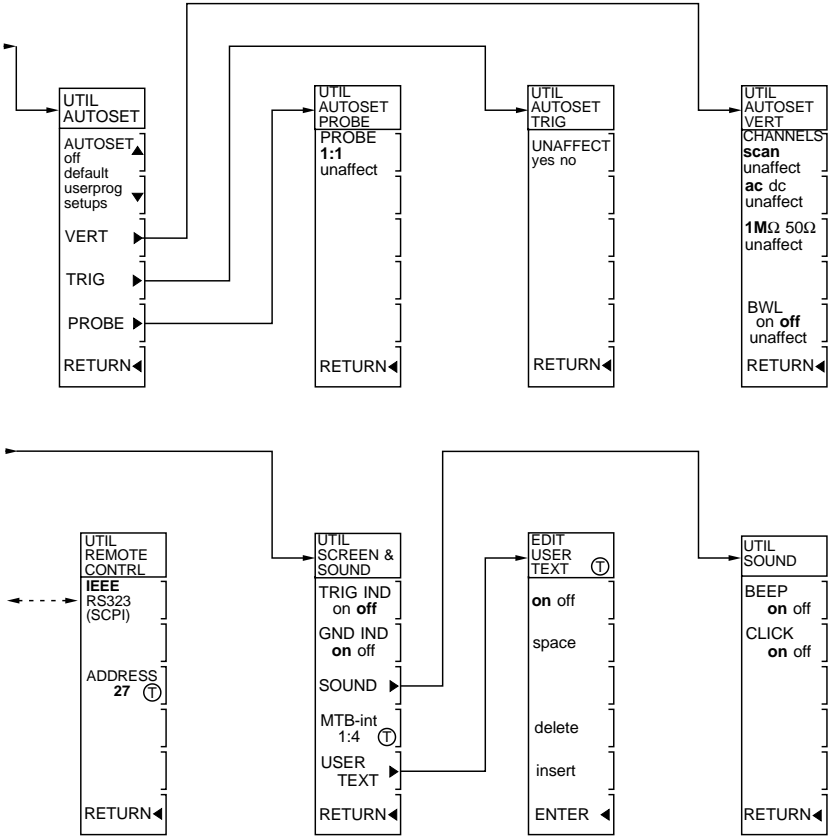 UTIL
AUTOSET
AUTOSET
off
default
userprog
setups
VERT
TRIG
PROBE
RETURN
UTIL
AUTOSET
PROBE
PROBE
1:1
unaffect
RETURN
UTIL
AUTOSET
TRIG
UNAFFECT
yes no
RETURN
UTIL
AUTOSET
VERT
CHANNELS
scan
unaffect
ac dc
unaffect
1MΩ 50Ω
unaffect
BWL
on off
unaffect
RETURN
UTIL
REMOTE
CONTRL
IEEE
RS323
(SCPI)
ADDRESS
27 T
RETURN
UTIL
SCREEN &
SOUND
TRIG IND
on off
GND IND
on off
SOUND
MTB-int
1:4 T
USER
TEXT
RETURN
EDIT
USER
TEXT T
on off
space
delete
insert
ENTER
UTIL
SOUND
BEEP
on off
CLICK
on off
RETURN